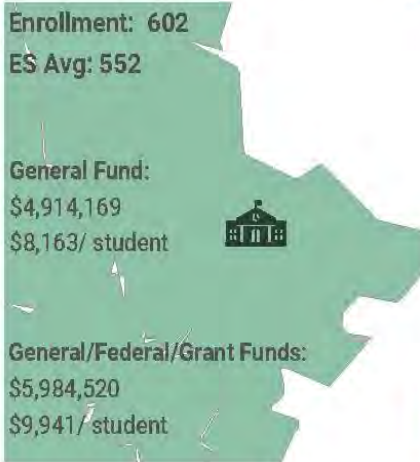 Enrollment: 602
ES Avg: 552
General Fund:
$4,914,169
$8,163/ student
General/Federal/Grant Funds:
$5,984,520
$9,941/ student